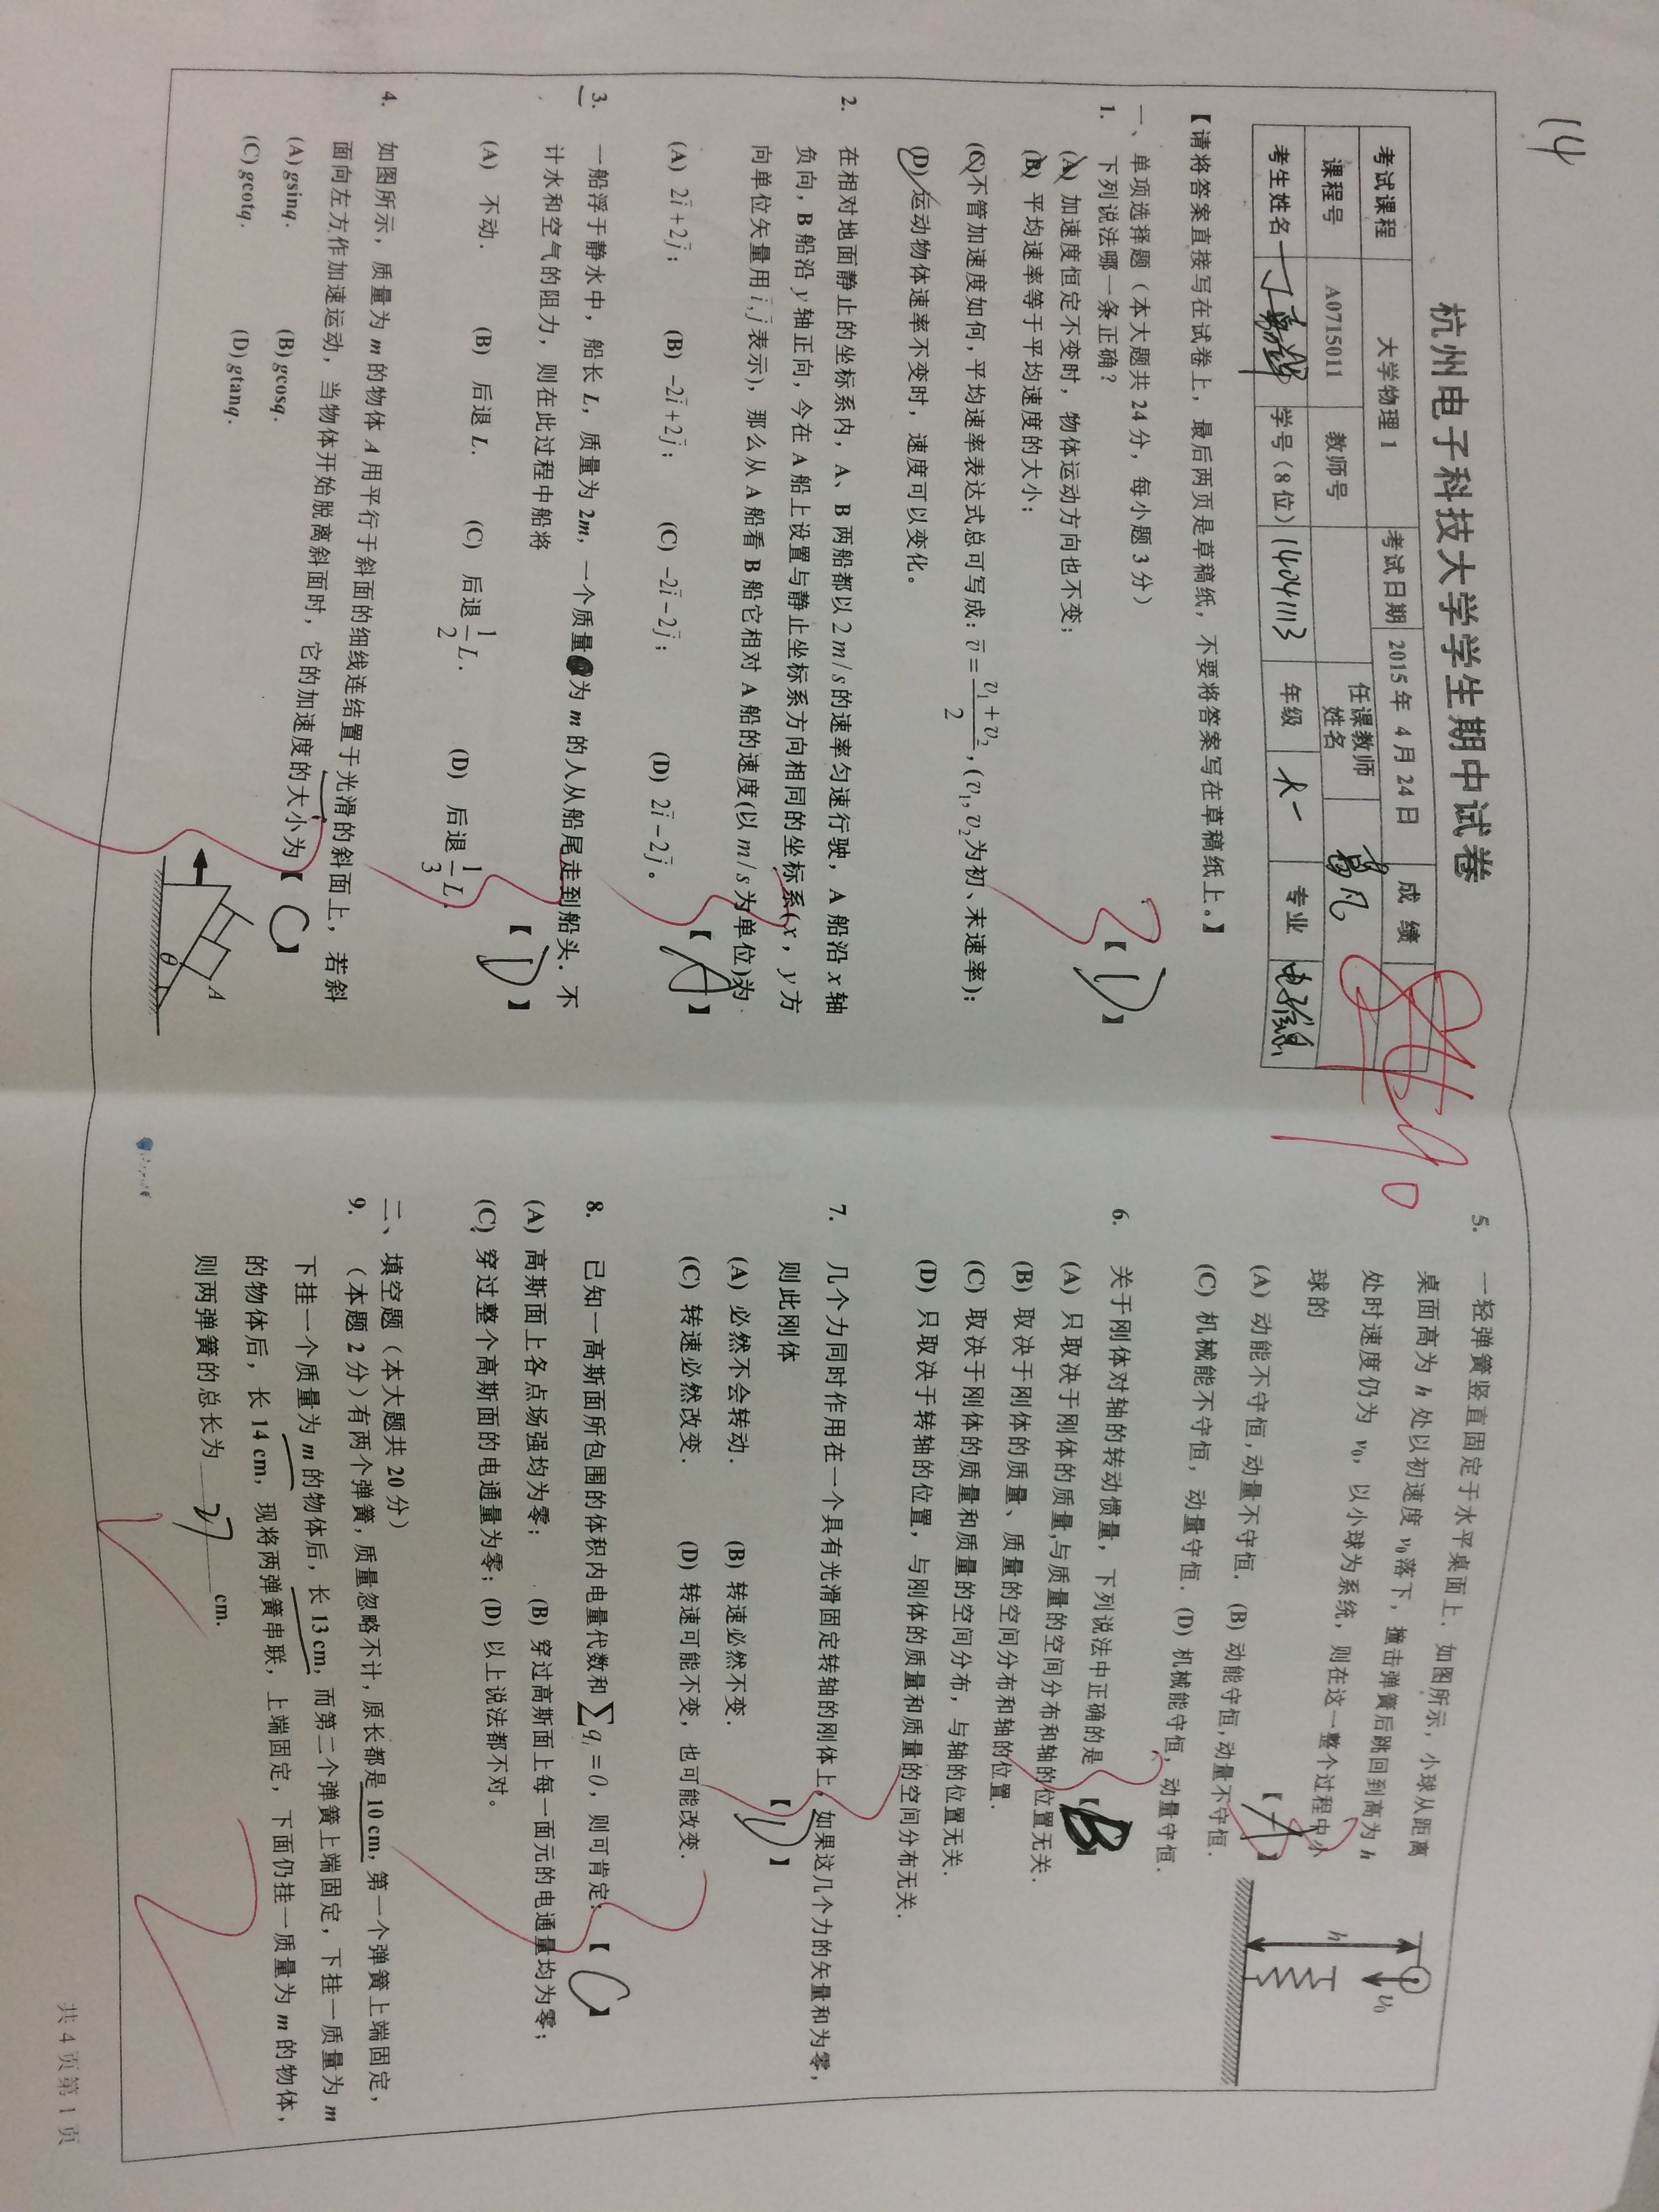 14
杭州电子科技大学学生期中试卷
考试课程 大学物理 1 考试日期 2015 年 4 月 24 日 成 绩 90
课程号 A0715011 教师号 任课教师姓名 葛凡
考生姓名 丁嘉辉 学号（8 位） 14041113 年级 大一 专业 电子信息
【请将答案直接写在试卷上，最后两页是草稿纸，不要将答案写在草稿纸上。】
一、单项选择题（本大题共 24 分，每小题 3 分）
1. 下列说法哪一条正确？ 【 D 】
(A) 加速度恒定不变时，物体运动方向也不变；
(B) 平均速率等于平均速度的大小；
(C) 不管加速度如何，平均速率表达式总可写成：v̄ = (v₁ + v₂)/2，(v₁, v₂为初、末速率)；
(D) 运动物体速率不变时，速度可以变化。
2. 在相对地面静止的坐标系内，A、B 两船都以 2 m/s 的速率匀速行驶，A 船沿 x 轴
负向，B 船沿 y 轴正向，今在 A 船上设置与静止坐标系方向相同的坐标系(x，y 方
向单位矢量用 i⃗, j⃗ 表示)，那么从 A 船看 B 船它相对 A 船的速度(以 m/s 为单位)为
【 A 】
(A) 2i⃗+2j⃗； (B) −2i⃗+2j⃗； (C) −2i⃗−2j⃗； (D) 2i⃗−2j⃗。
3. 一船浮于静水中，船长 L，质量为 2m，一个质量为 m 的人从船尾走到船头．不
计水和空气的阻力，则在此过程中船将 【 D 】
(A) 不动． (B) 后退 L． (C) 后退 1/2 L． (D) 后退 1/3 L．
4. 如图所示，质量为 m 的物体 A 用平行于斜面的细线连结置于光滑的斜面上，若斜
面向左方作加速运动，当物体开始脱离斜面时，它的加速度的大小为【 C 】
(A) gsinq. (B) gcosq.
(C) gcotq. (D) gtanq.
A
θ
5. 一轻弹簧竖直固定于水平桌面上．如图所示，小球从距离
桌面高为 h 处以初速度 v₀落下，撞击弹簧后跳回到高为 h
处时速度仍为 v₀，以小球为系统，则在这一整个过程中小
球的 【 A 】
(A) 动能不守恒，动量不守恒． (B) 动能守恒，动量不守恒．
(C) 机械能不守恒，动量守恒． (D) 机械能守恒，动量守恒．
v₀
h
6. 关于刚体对轴的转动惯量，下列说法中正确的是 【 B 】
(A) 只取决于刚体的质量,与质量的空间分布和轴的位置无关．
(B) 取决于刚体的质量、质量的空间分布和轴的位置．
(C) 取决于刚体的质量和质量的空间分布，与轴的位置无关．
(D) 只取决于转轴的位置，与刚体的质量和质量的空间分布无关．
7. 几个力同时作用在一个具有光滑固定转轴的刚体上，如果这几个力的矢量和为零，
则此刚体 【 D 】
(A) 必然不会转动． (B) 转速必然不变．
(C) 转速必然改变． (D) 转速可能不变，也可能改变．
8. 已知一高斯面所包围的体积内电量代数和 ∑qᵢ =0，则可肯定： 【 C 】
(A) 高斯面上各点场强均为零； (B) 穿过高斯面上每一面元的电通量均为零；
(C) 穿过整个高斯面的电通量为零； (D) 以上说法都不对。
二、填空题（本大题共 20 分）
9. （本题 2 分）有两个弹簧，质量忽略不计，原长都是 10 cm，第一个弹簧上端固定，
下挂一个质量为 m 的物体后，长 13 cm，而第二个弹簧上端固定，下挂一质量为 m
的物体后，长 14 cm，现将两弹簧串联，上端固定，下面仍挂一质量为 m 的物体，
则两弹簧的总长为 27 cm.
共 4 页第 1 页